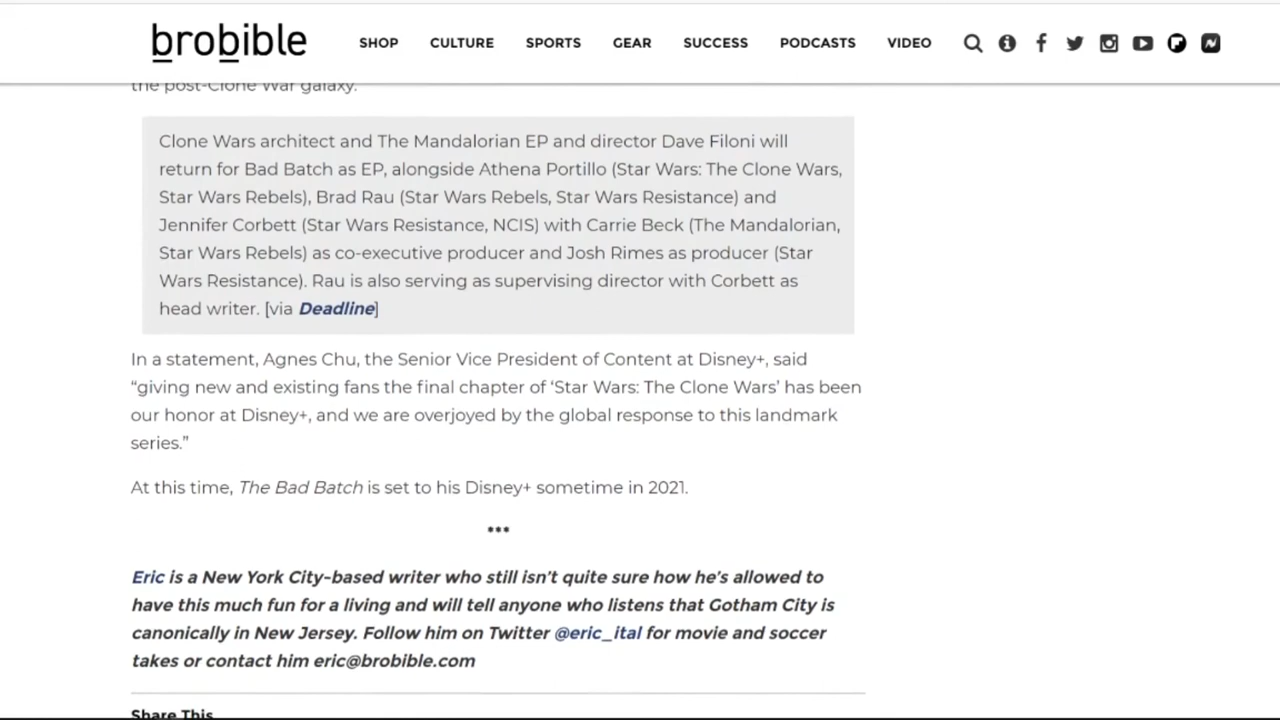 brobible SHOP CULTURE SPORTS GEAR SUCCESS PODCASTS VIDEO
the post-Clone War galaxy.
Clone Wars architect and The Mandalorian EP and director Dave Filoni will
return for Bad Batch as EP, alongside Athena Portillo (Star Wars: The Clone Wars,
Star Wars Rebels), Brad Rau (Star Wars Rebels, Star Wars Resistance) and
Jennifer Corbett (Star Wars Resistance, NCIS) with Carrie Beck (The Mandalorian,
Star Wars Rebels) as co-executive producer and Josh Rimes as producer (Star
Wars Resistance). Rau is also serving as supervising director with Corbett as
head writer. [via Deadline]
In a statement, Agnes Chu, the Senior Vice President of Content at Disney+, said
“giving new and existing fans the final chapter of ‘Star Wars: The Clone Wars’ has been
our honor at Disney+, and we are overjoyed by the global response to this landmark
series.”
At this time, The Bad Batch is set to his Disney+ sometime in 2021.
***
Eric is a New York City-based writer who still isn’t quite sure how he’s allowed to
have this much fun for a living and will tell anyone who listens that Gotham City is
canonically in New Jersey. Follow him on Twitter @eric_ital for movie and soccer
takes or contact him eric@brobible.com
Share This